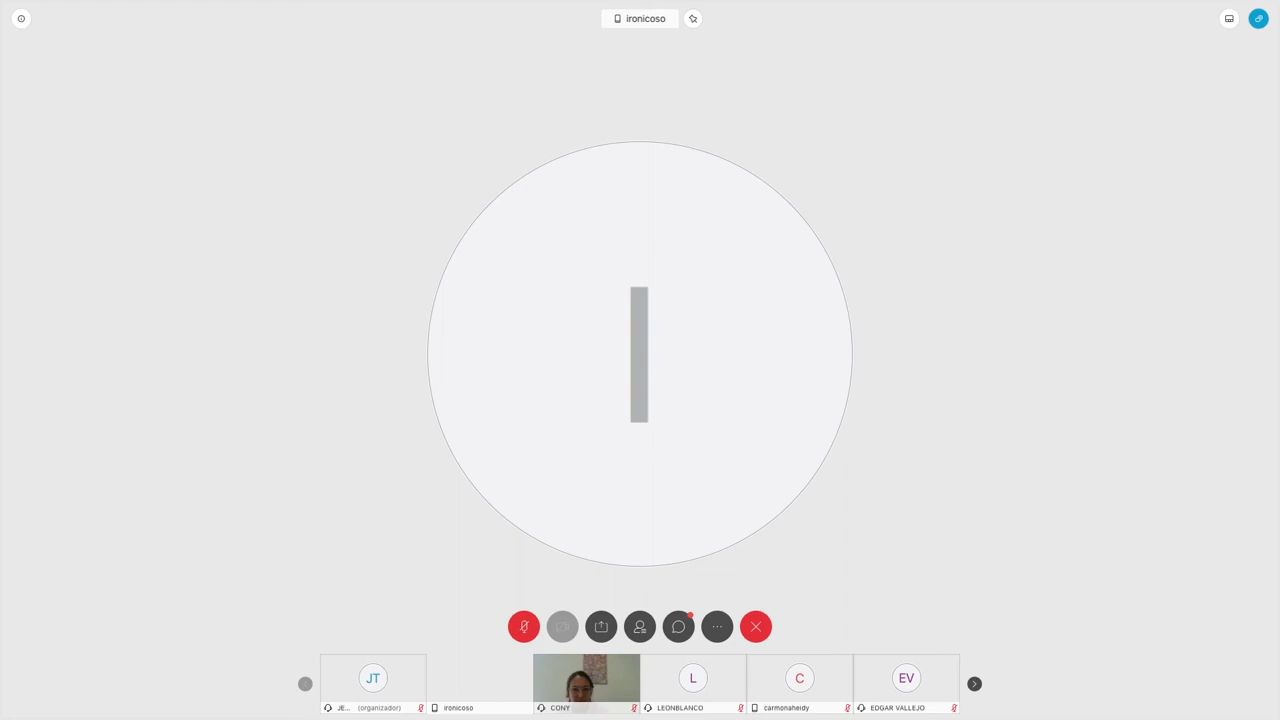 ironicoso
I
JT
L
C
EV
JE... (organizador)
ironicoso
CONY
LEONBLANCO
carmonaheidy
EDGAR VALLEJO